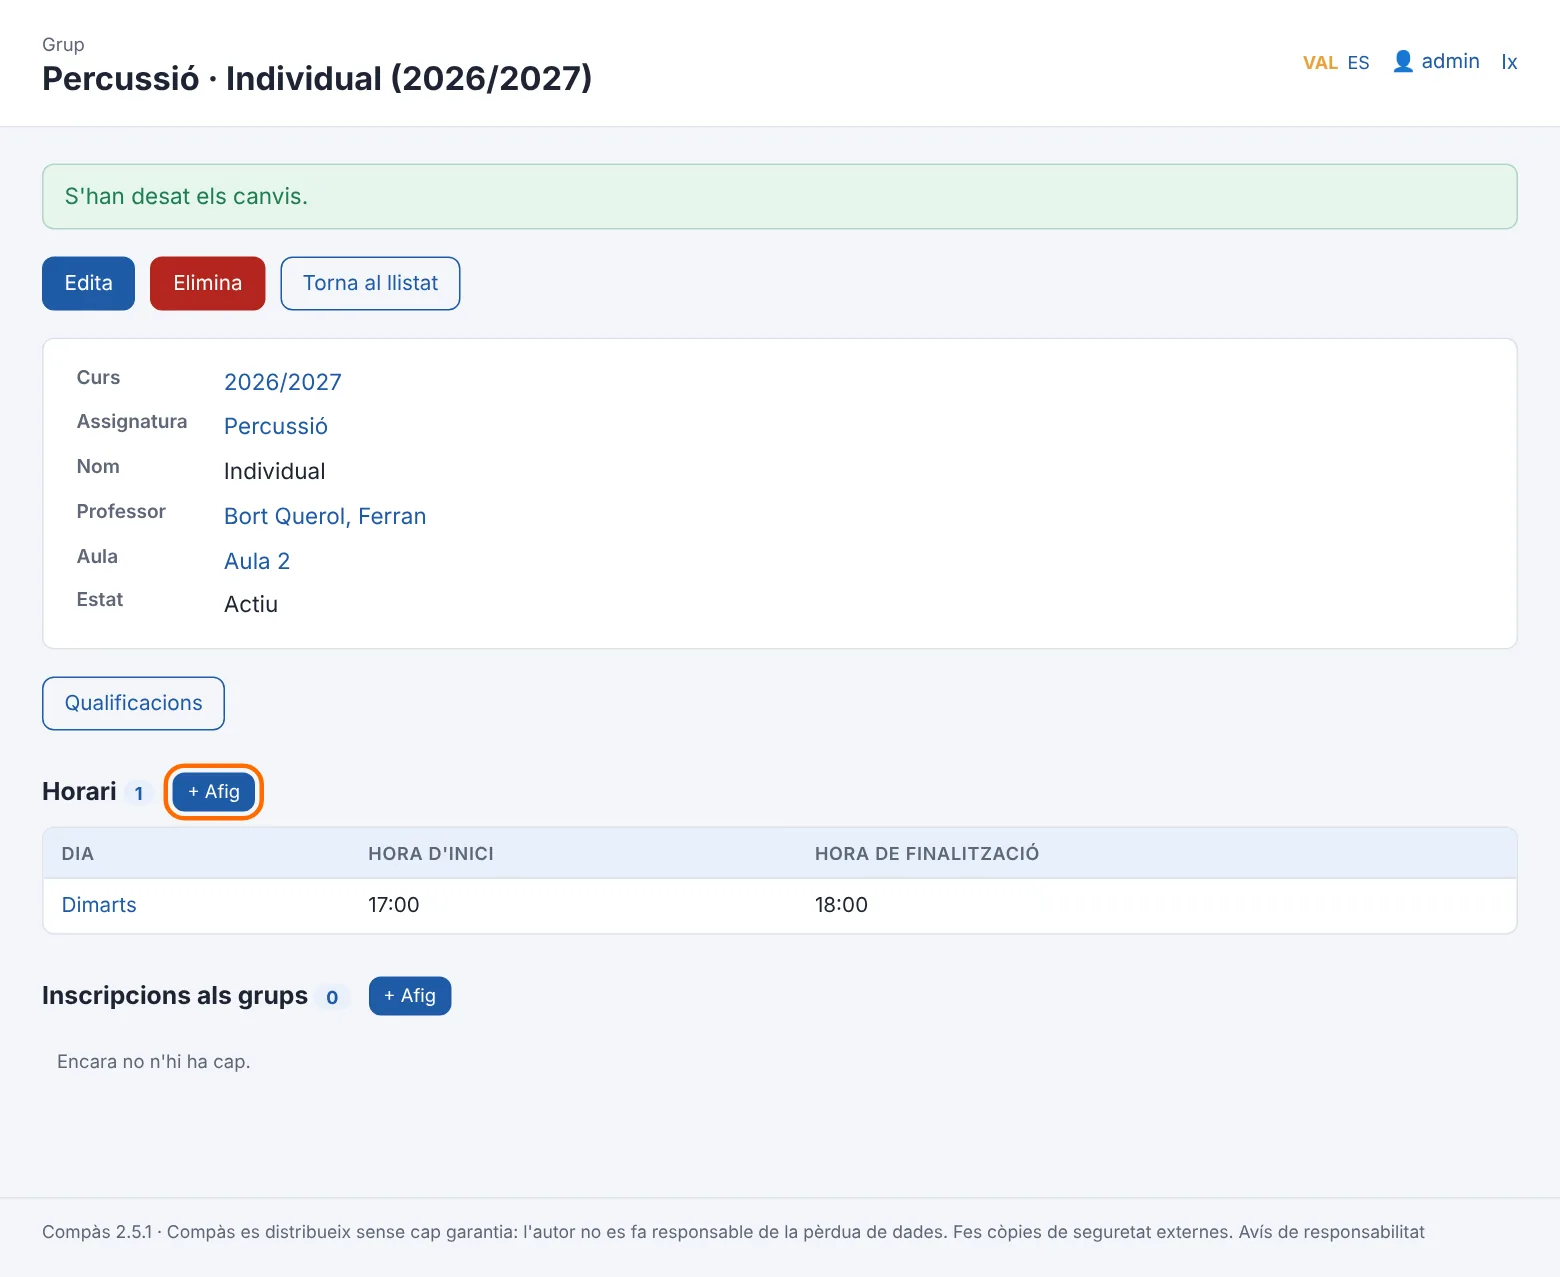 Grup
Percussió · Individual (2026/2027)
VAL ES admin Ix
S'han desat els canvis.
Edita Elimina Torna al llistat
Curs 2026/2027
Assignatura Percussió
Nom Individual
Professor Bort Querol, Ferran
Aula Aula 2
Estat Actiu
Qualificacions
Horari 1 + Afig
DIA HORA D'INICI HORA DE FINALITZACIÓ
Dimarts 17:00 18:00
Inscripcions als grups 0 + Afig
Encara no n'hi ha cap.
Compàs 2.5.1 · Compàs es distribueix sense cap garantia: l'autor no es fa responsable de la pèrdua de dades. Fes còpies de seguretat externes. Avís de responsabilitat